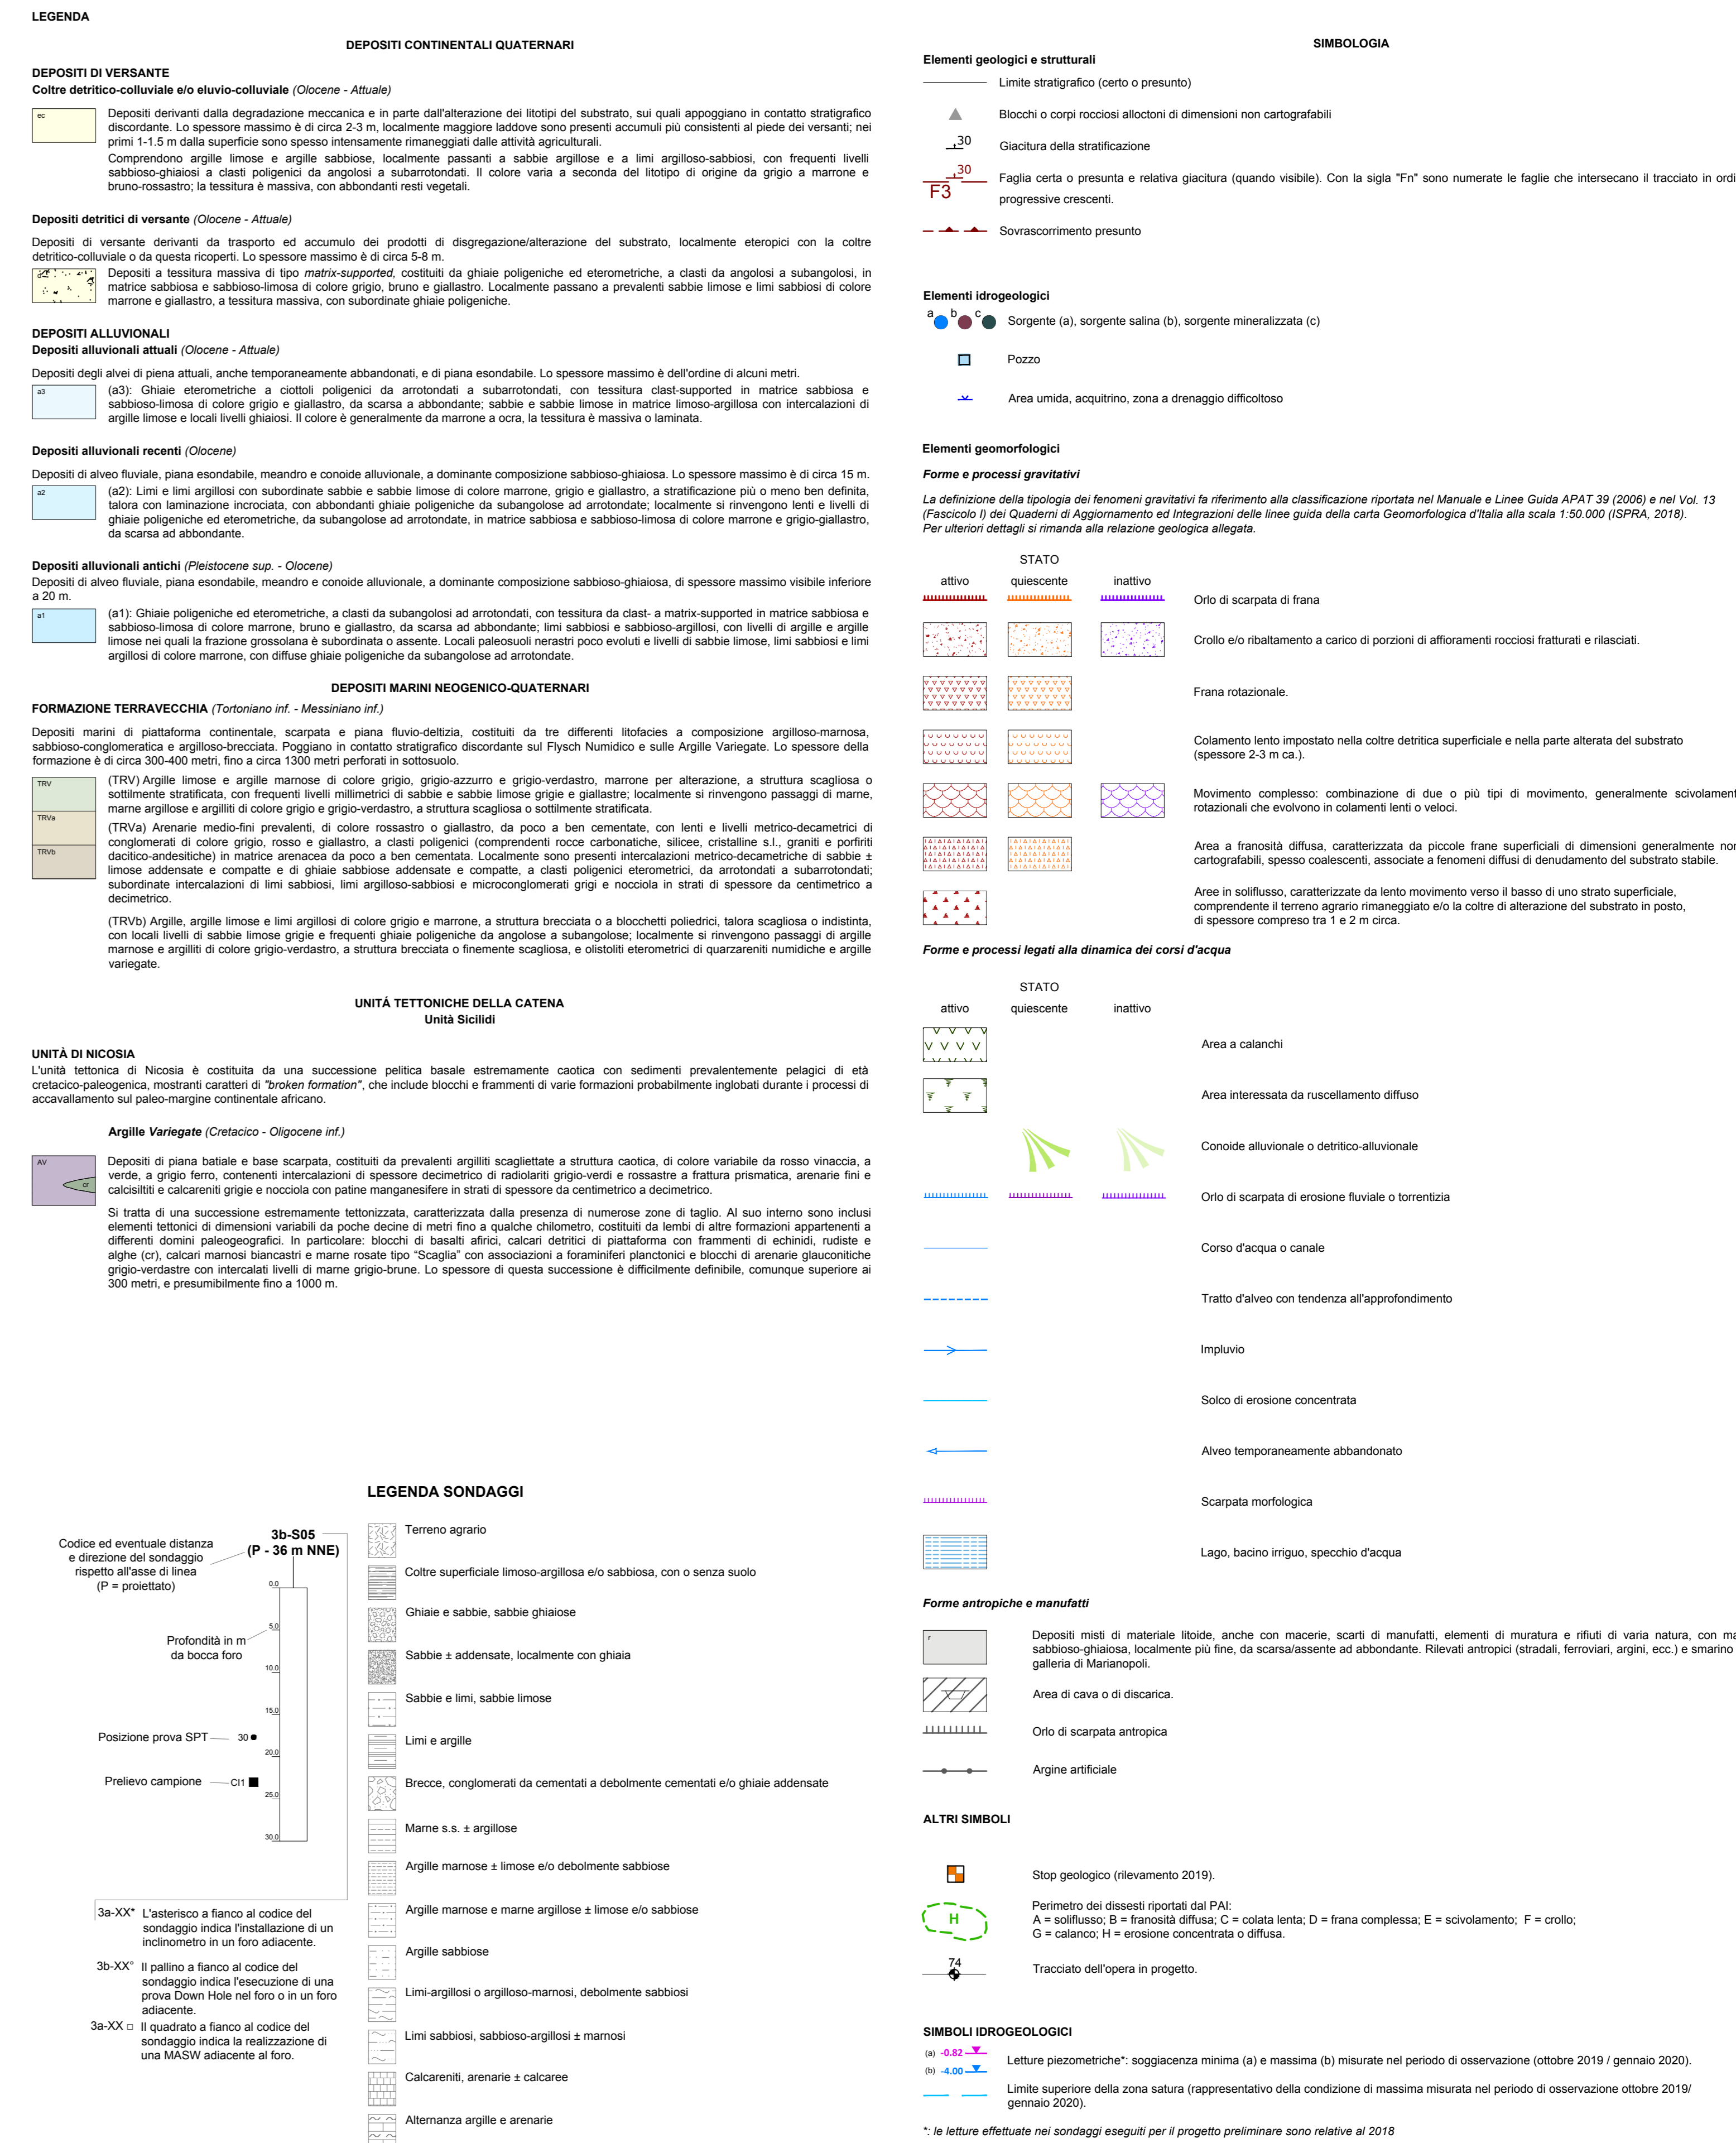 LEGENDA
DEPOSITI CONTINENTALI QUATERNARI
DEPOSITI DI VERSANTE
Coltre detritico-colluviale e/o eluvio-colluviale (Olocene - Attuale)
ec
Depositi derivanti dalla degradazione meccanica e in parte dall'alterazione dei litotipi del substrato, sui quali appoggiano in contatto stratigrafico
discordante. Lo spessore massimo è di circa 2-3 m, localmente maggiore laddove sono presenti accumuli più consistenti al piede dei versanti; nei
primi 1-1.5 m dalla superficie sono spesso intensamente rimaneggiati dalle attività agriculturali.
Comprendono argille limose e argille sabbiose, localmente passanti a sabbie argillose e a limi argilloso-sabbiosi, con frequenti livelli
sabbioso-ghiaiosi a clasti poligenici da angolosi a subarrotondati. Il colore varia a seconda del litotipo di origine da grigio a marrone e
bruno-rossastro; la tessitura è massiva, con abbondanti resti vegetali.
Depositi detritici di versante (Olocene - Attuale)
Depositi di versante derivanti da trasporto ed accumulo dei prodotti di disgregazione/alterazione del substrato, localmente eteropici con la coltre
detritico-colluviale o da questa ricoperti. Lo spessore massimo è di circa 5-8 m.
Depositi a tessitura massiva di tipo matrix-supported, costituiti da ghiaie poligeniche ed eterometriche, a clasti da angolosi a subangolosi, in
matrice sabbiosa e sabbioso-limosa di colore grigio, bruno e giallastro. Localmente passano a prevalenti sabbie limose e limi sabbiosi di colore
marrone e giallastro, a tessitura massiva, con subordinate ghiaie poligeniche.
DEPOSITI ALLUVIONALI
Depositi alluvionali attuali (Olocene - Attuale)
Depositi degli alvei di piena attuali, anche temporaneamente abbandonati, e di piana esondabile. Lo spessore massimo è dell'ordine di alcuni metri.
a3
(a3): Ghiaie eterometriche a ciottoli poligenici da arrotondati a subarrotondati, con tessitura clast-supported in matrice sabbiosa e
sabbioso-limosa di colore grigio e giallastro, da scarsa a abbondante; sabbie e sabbie limose in matrice limoso-argillosa con intercalazioni di
argille limose e locali livelli ghiaiosi. Il colore è generalmente da marrone a ocra, la tessitura è massiva o laminata.
Depositi alluvionali recenti (Olocene)
Depositi di alveo fluviale, piana esondabile, meandro e conoide alluvionale, a dominante composizione sabbioso-ghiaiosa. Lo spessore massimo è di circa 15 m.
a2
(a2): Limi e limi argillosi con subordinate sabbie e sabbie limose di colore marrone, grigio e giallastro, a stratificazione più o meno ben definita,
talora con laminazione incrociata, con abbondanti ghiaie poligeniche da subangolose ad arrotondate; localmente si rinvengono lenti e livelli di
ghiaie poligeniche ed eterometriche, da subangolose ad arrotondate, in matrice sabbiosa e sabbioso-limosa di colore marrone e grigio-giallastro,
da scarsa ad abbondante.
Depositi alluvionali antichi (Pleistocene sup. - Olocene)
Depositi di alveo fluviale, piana esondabile, meandro e conoide alluvionale, a dominante composizione sabbioso-ghiaiosa, di spessore massimo visibile inferiore
a 20 m.
a1
(a1): Ghiaie poligeniche ed eterometriche, a clasti da subangolosi ad arrotondati, con tessitura da clast- a matrix-supported in matrice sabbiosa e
sabbioso-limosa di colore marrone, bruno e giallastro, da scarsa ad abbondante; limi sabbiosi e sabbioso-argillosi, con livelli di argille e argille
limose nei quali la frazione grossolana è subordinata o assente. Locali paleosuoli nerastri poco evoluti e livelli di sabbie limose, limi sabbiosi e limi
argillosi di colore marrone, con diffuse ghiaie poligeniche da subangolose ad arrotondate.
DEPOSITI MARINI NEOGENICO-QUATERNARI
FORMAZIONE TERRAVECCHIA (Tortoniano inf. - Messiniano inf.)
Depositi marini di piattaforma continentale, scarpata e piana fluvio-deltizia, costituiti da tre differenti litofacies a composizione argilloso-marnosa,
sabbioso-conglomeratica e argilloso-brecciata. Poggiano in contatto stratigrafico discordante sul Flysch Numidico e sulle Argille Variegate. Lo spessore della
formazione è di circa 300-400 metri, fino a circa 1300 metri perforati in sottosuolo.
TRV
(TRV) Argille limose e argille marnose di colore grigio, grigio-azzurro e grigio-verdastro, marrone per alterazione, a struttura scagliosa o
sottilmente stratificata, con frequenti livelli millimetrici di sabbie e sabbie limose grigie e giallastre; localmente si rinvengono passaggi di marne,
marne argillose e argilliti di colore grigio e grigio-verdastro, a struttura scagliosa o sottilmente stratificata.
TRVa
(TRVa) Arenarie medio-fini prevalenti, di colore rossastro o giallastro, da poco a ben cementate, con lenti e livelli metrico-decametrici di
conglomerati di colore grigio, rosso e giallastro, a clasti poligenici (comprendenti rocce carbonatiche, silicee, cristalline s.l., graniti e porfiriti
dacitico-andesitiche) in matrice arenacea da poco a ben cementata. Localmente sono presenti intercalazioni metrico-decametriche di sabbie ±
limose addensate e compatte e di ghiaie sabbiose addensate e compatte, a clasti poligenici eterometrici, da arrotondati a subarrotondati;
subordinate intercalazioni di limi sabbiosi, limi argilloso-sabbiosi e microconglomerati grigi e nocciola in strati di spessore da centimetrico a
decimetrico.
TRVb
(TRVb) Argille, argille limose e limi argillosi di colore grigio e marrone, a struttura brecciata o a blocchetti poliedrici, talora scagliosa o indistinta,
con locali livelli di sabbie limose grigie e frequenti ghiaie poligeniche da angolose a subangolose; localmente si rinvengono passaggi di argille
marnose e argilliti di colore grigio-verdastro, a struttura brecciata o finemente scagliosa, e olistoliti eterometrici di quarzareniti numidiche e argille
variegate.
UNITÁ TETTONICHE DELLA CATENA
Unità Sicilidi
UNITÀ DI NICOSIA
L'unità tettonica di Nicosia è costituita da una successione pelitica basale estremamente caotica con sedimenti prevalentemente pelagici di età
cretacico-paleogenica, mostranti caratteri di "broken formation", che include blocchi e frammenti di varie formazioni probabilmente inglobati durante i processi di
accavallamento sul paleo-margine continentale africano.
Argille Variegate (Cretacico - Oligocene inf.)
AV
cr
Depositi di piana batiale e base scarpata, costituiti da prevalenti argilliti scagliettate a struttura caotica, di colore variabile da rosso vinaccia, a
verde, a grigio ferro, contenenti intercalazioni di spessore decimetrico di radiolariti grigio-verdi e rossastre a frattura prismatica, arenarie fini e
calcisiltiti e calcareniti grigie e nocciola con patine manganesifere in strati di spessore da centimetrico a decimetrico.
Si tratta di una successione estremamente tettonizzata, caratterizzata dalla presenza di numerose zone di taglio. Al suo interno sono inclusi
elementi tettonici di dimensioni variabili da poche decine di metri fino a qualche chilometro, costituiti da lembi di altre formazioni appartenenti a
differenti domini paleogeografici. In particolare: blocchi di basalti afirici, calcari detritici di piattaforma con frammenti di echinidi, rudiste e
alghe (cr), calcari marnosi biancastri e marne rosate tipo “Scaglia” con associazioni a foraminiferi planctonici e blocchi di arenarie glauconitiche
grigio-verdastre con intercalati livelli di marne grigio-brune. Lo spessore di questa successione è difficilmente definibile, comunque superiore ai
300 metri, e presumibilmente fino a 1000 m.
LEGENDA SONDAGGI
3b-S05
(P - 36 m NNE)
Codice ed eventuale distanza
e direzione del sondaggio
rispetto all'asse di linea
(P = proiettato)
0.0
5.0
Profondità in m
da bocca foro
10.0
15.0
Posizione prova SPT
30
20.0
Prelievo campione
CI1
25.0
30.0
3a-XX* L'asterisco a fianco al codice del
sondaggio indica l'installazione di un
inclinometro in un foro adiacente.
3b-XX° Il pallino a fianco al codice del
sondaggio indica l'esecuzione di una
prova Down Hole nel foro o in un foro
adiacente.
3a-XX □ Il quadrato a fianco al codice del
sondaggio indica la realizzazione di
una MASW adiacente al foro.
Terreno agrario
Coltre superficiale limoso-argillosa e/o sabbiosa, con o senza suolo
Ghiaie e sabbie, sabbie ghiaiose
Sabbie ± addensate, localmente con ghiaia
Sabbie e limi, sabbie limose
Limi e argille
Brecce, conglomerati da cementati a debolmente cementati e/o ghiaie addensate
Marne s.s. ± argillose
Argille marnose ± limose e/o debolmente sabbiose
Argille marnose e marne argillose ± limose e/o sabbiose
Argille sabbiose
Limi-argillosi o argilloso-marnosi, debolmente sabbiosi
Limi sabbiosi, sabbioso-argillosi ± marnosi
Calcareniti, arenarie ± calcaree
Alternanza argille e arenarie
SIMBOLOGIA
Elementi geologici e strutturali
Limite stratigrafico (certo o presunto)
Blocchi o corpi rocciosi alloctoni di dimensioni non cartografabili
30
Giacitura della stratificazione
30
F3
Faglia certa o presunta e relativa giacitura (quando visibile). Con la sigla "Fn" sono numerate le faglie che intersecano il tracciato in ordi
progressive crescenti.
Sovrascorrimento presunto
Elementi idrogeologici
a b c
Sorgente (a), sorgente salina (b), sorgente mineralizzata (c)
Pozzo
Area umida, acquitrino, zona a drenaggio difficoltoso
Elementi geomorfologici
Forme e processi gravitativi
La definizione della tipologia dei fenomeni gravitativi fa riferimento alla classificazione riportata nel Manuale e Linee Guida APAT 39 (2006) e nel Vol. 13
(Fascicolo I) dei Quaderni di Aggiornamento ed Integrazioni delle linee guida della carta Geomorfologica d'Italia alla scala 1:50.000 (ISPRA, 2018).
Per ulteriori dettagli si rimanda alla relazione geologica allegata.
STATO
attivo quiescente inattivo
Orlo di scarpata di frana
Crollo e/o ribaltamento a carico di porzioni di affioramenti rocciosi fratturati e rilasciati.
Frana rotazionale.
Colamento lento impostato nella coltre detritica superficiale e nella parte alterata del substrato
(spessore 2-3 m ca.).
Movimento complesso: combinazione di due o più tipi di movimento, generalmente scivolament
rotazionali che evolvono in colamenti lenti o veloci.
Area a franosità diffusa, caratterizzata da piccole frane superficiali di dimensioni generalmente non
cartografabili, spesso coalescenti, associate a fenomeni diffusi di denudamento del substrato stabile.
Aree in soliflusso, caratterizzate da lento movimento verso il basso di uno strato superficiale,
comprendente il terreno agrario rimaneggiato e/o la coltre di alterazione del substrato in posto,
di spessore compreso tra 1 e 2 m circa.
Forme e processi legati alla dinamica dei corsi d'acqua
STATO
attivo quiescente inattivo
Area a calanchi
Area interessata da ruscellamento diffuso
Conoide alluvionale o detritico-alluvionale
Orlo di scarpata di erosione fluviale o torrentizia
Corso d'acqua o canale
Tratto d'alveo con tendenza all'approfondimento
Impluvio
Solco di erosione concentrata
Alveo temporaneamente abbandonato
Scarpata morfologica
Lago, bacino irriguo, specchio d'acqua
Forme antropiche e manufatti
r
Depositi misti di materiale litoide, anche con macerie, scarti di manufatti, elementi di muratura e rifiuti di varia natura, con ma
sabbioso-ghiaiosa, localmente più fine, da scarsa/assente ad abbondante. Rilevati antropici (stradali, ferroviari, argini, ecc.) e smarino
galleria di Marianopoli.
Area di cava o di discarica.
Orlo di scarpata antropica
Argine artificiale
ALTRI SIMBOLI
Stop geologico (rilevamento 2019).
H
Perimetro dei dissesti riportati dal PAI:
A = soliflusso; B = franosità diffusa; C = colata lenta; D = frana complessa; E = scivolamento; F = crollo;
G = calanco; H = erosione concentrata o diffusa.
74
Tracciato dell'opera in progetto.
SIMBOLI IDROGEOLOGICI
(a) -0.82
(b) -4.00
Letture piezometriche*: soggiacenza minima (a) e massima (b) misurate nel periodo di osservazione (ottobre 2019 / gennaio 2020).
Limite superiore della zona satura (rappresentativo della condizione di massima misurata nel periodo di osservazione ottobre 2019/
gennaio 2020).
*: le letture effettuate nei sondaggi eseguiti per il progetto preliminare sono relative al 2018